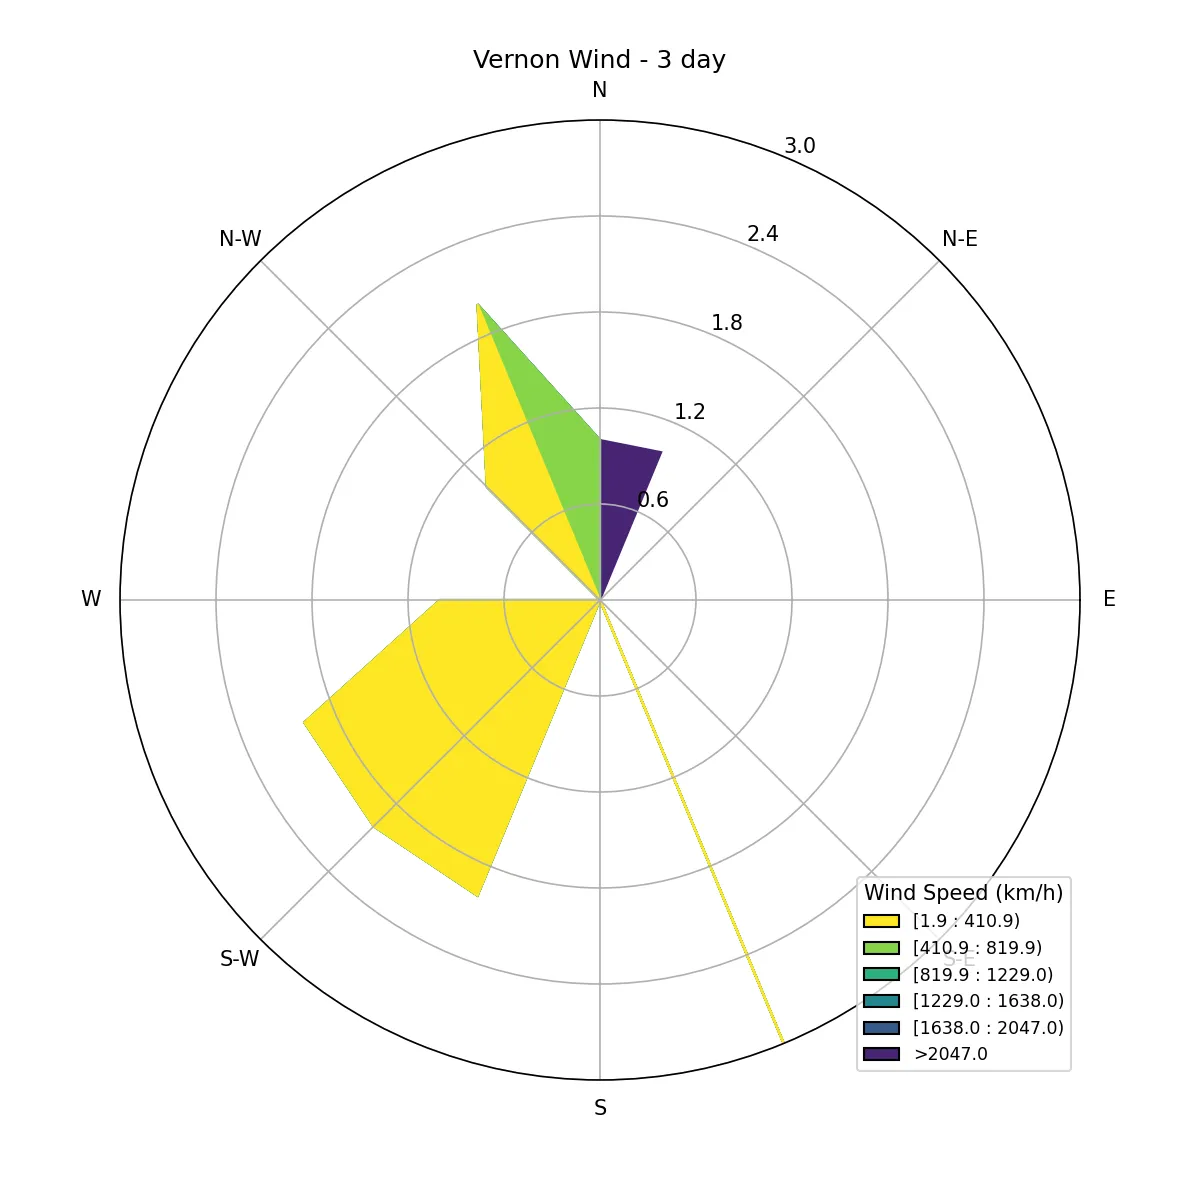 Vernon Wind - 3 day
N
3.0
N-W
2.4
N-E
1.8
1.2
0.6
W
E
Wind Speed (km/h)
[1.9 : 410.9)
[410.9 : 819.9)
S-W
S-E
[819.9 : 1229.0)
[1229.0 : 1638.0)
[1638.0 : 2047.0)
>2047.0
S